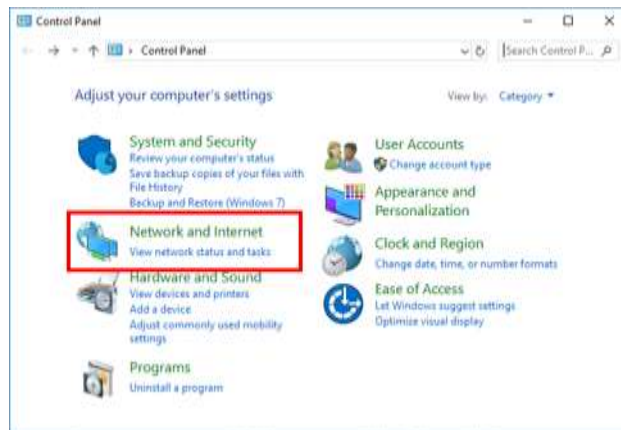 Control Panel
Control Panel
Search Control P...
Adjust your computer's settings
View by: Category
System and Security
Review your computer's status
Save backup copies of your files with
File History
Backup and Restore (Windows 7)
Network and Internet
View network status and tasks
Hardware and Sound
View devices and printers
Add a device
Adjust commonly used mobility
settings
Programs
Uninstall a program
User Accounts
Change account type
Appearance and
Personalization
Clock and Region
Change date, time, or number formats
Ease of Access
Let Windows suggest settings
Optimize visual display